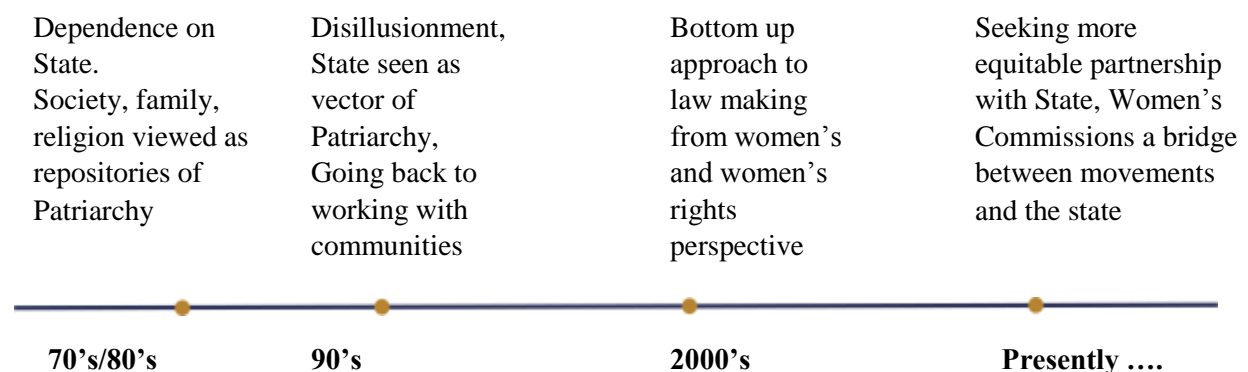 Dependence on
State.
Society, family,
religion viewed as
repositories of
Patriarchy
Disillusionment,
State seen as
vector of
Patriarchy,
Going back to
working with
communities
Bottom up
approach to
law making
from women’s
and women’s
rights
perspective
Seeking more
equitable partnership
with State, Women’s
Commissions a bridge
between movements
and the state
70’s/80’s
90’s
2000’s
Presently ….